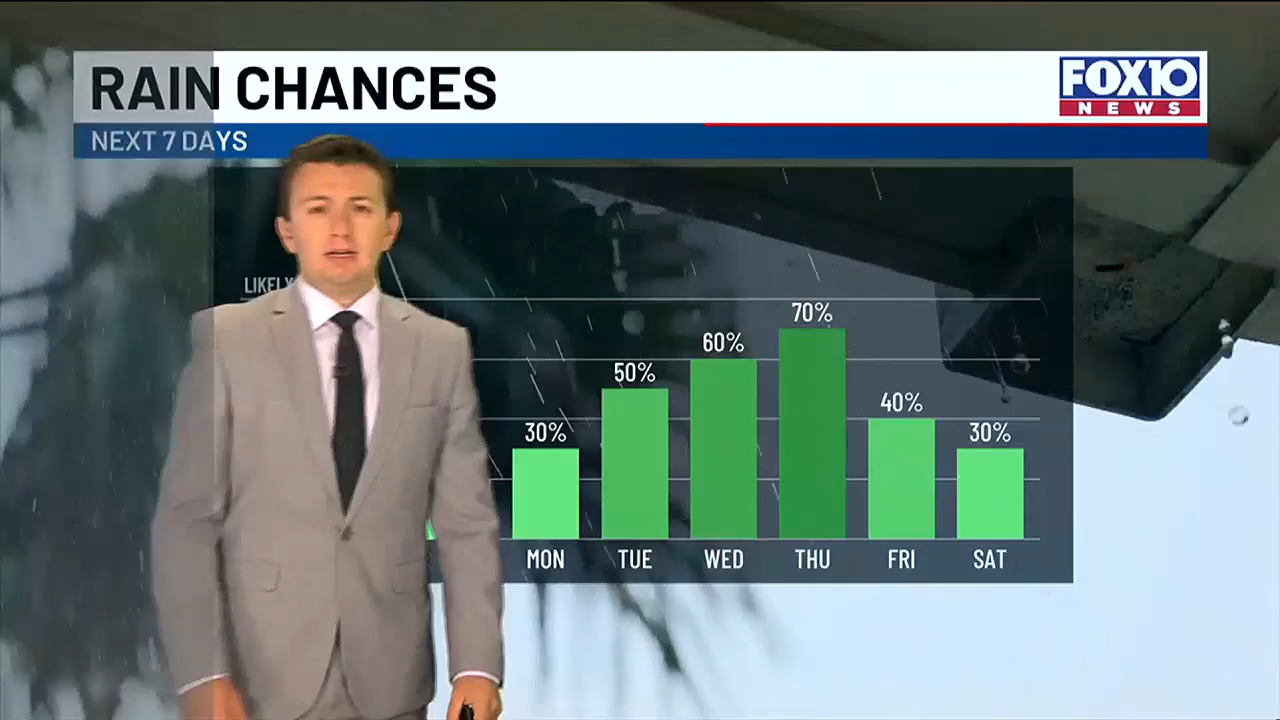 RAIN CHANCES
FOX10
NEWS
NEXT 7 DAYS
LIKELY
70%
60%
50%
40%
30%
30%
MON TUE WED THU FRI SAT